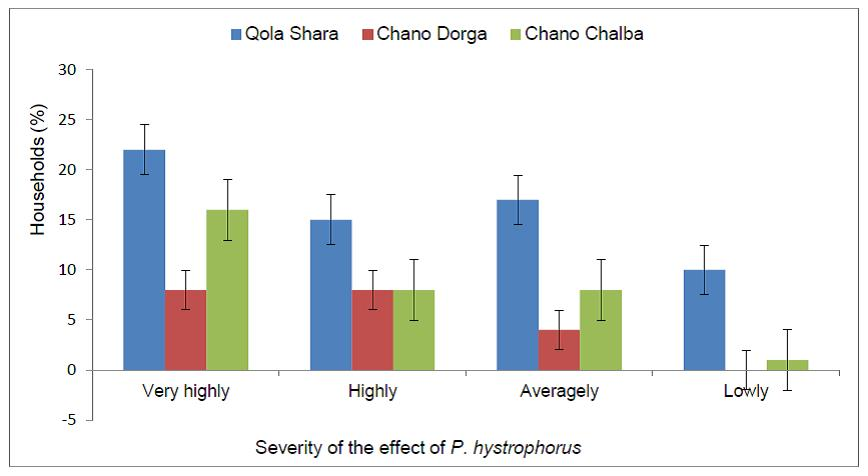 Qola Shara Chano Dorga Chano Chalba
30
25
20
15
10
5
0
-5
Households (%)
Very highly Highly Averagely Lowly
Severity of the effect of P. hystrophorus